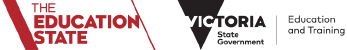 THE
EDUCATION
STATE
VICTORIA
State
Government
Education
and Training